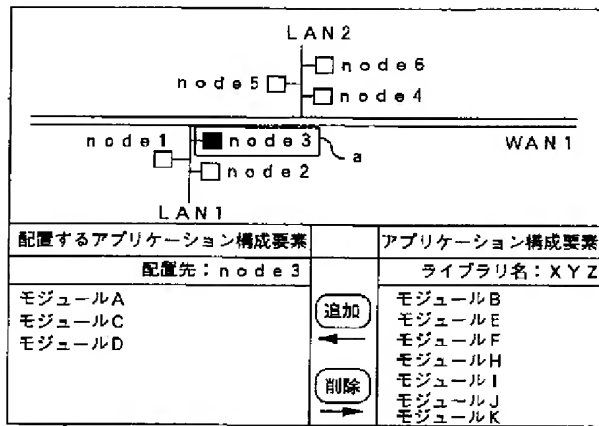 LAN2
node6
node5
node4
node1
node3
WAN1
a
node2
LAN1
配置するアプリケーション構成要素
アプリケーション構成要素
配置先：node3
ライブラリ名：XYZ
モジュールA
モジュールC
モジュールD
追加
削除
モジュールB
モジュールE
モジュールF
モジュールH
モジュールI
モジュールJ
モジュールK